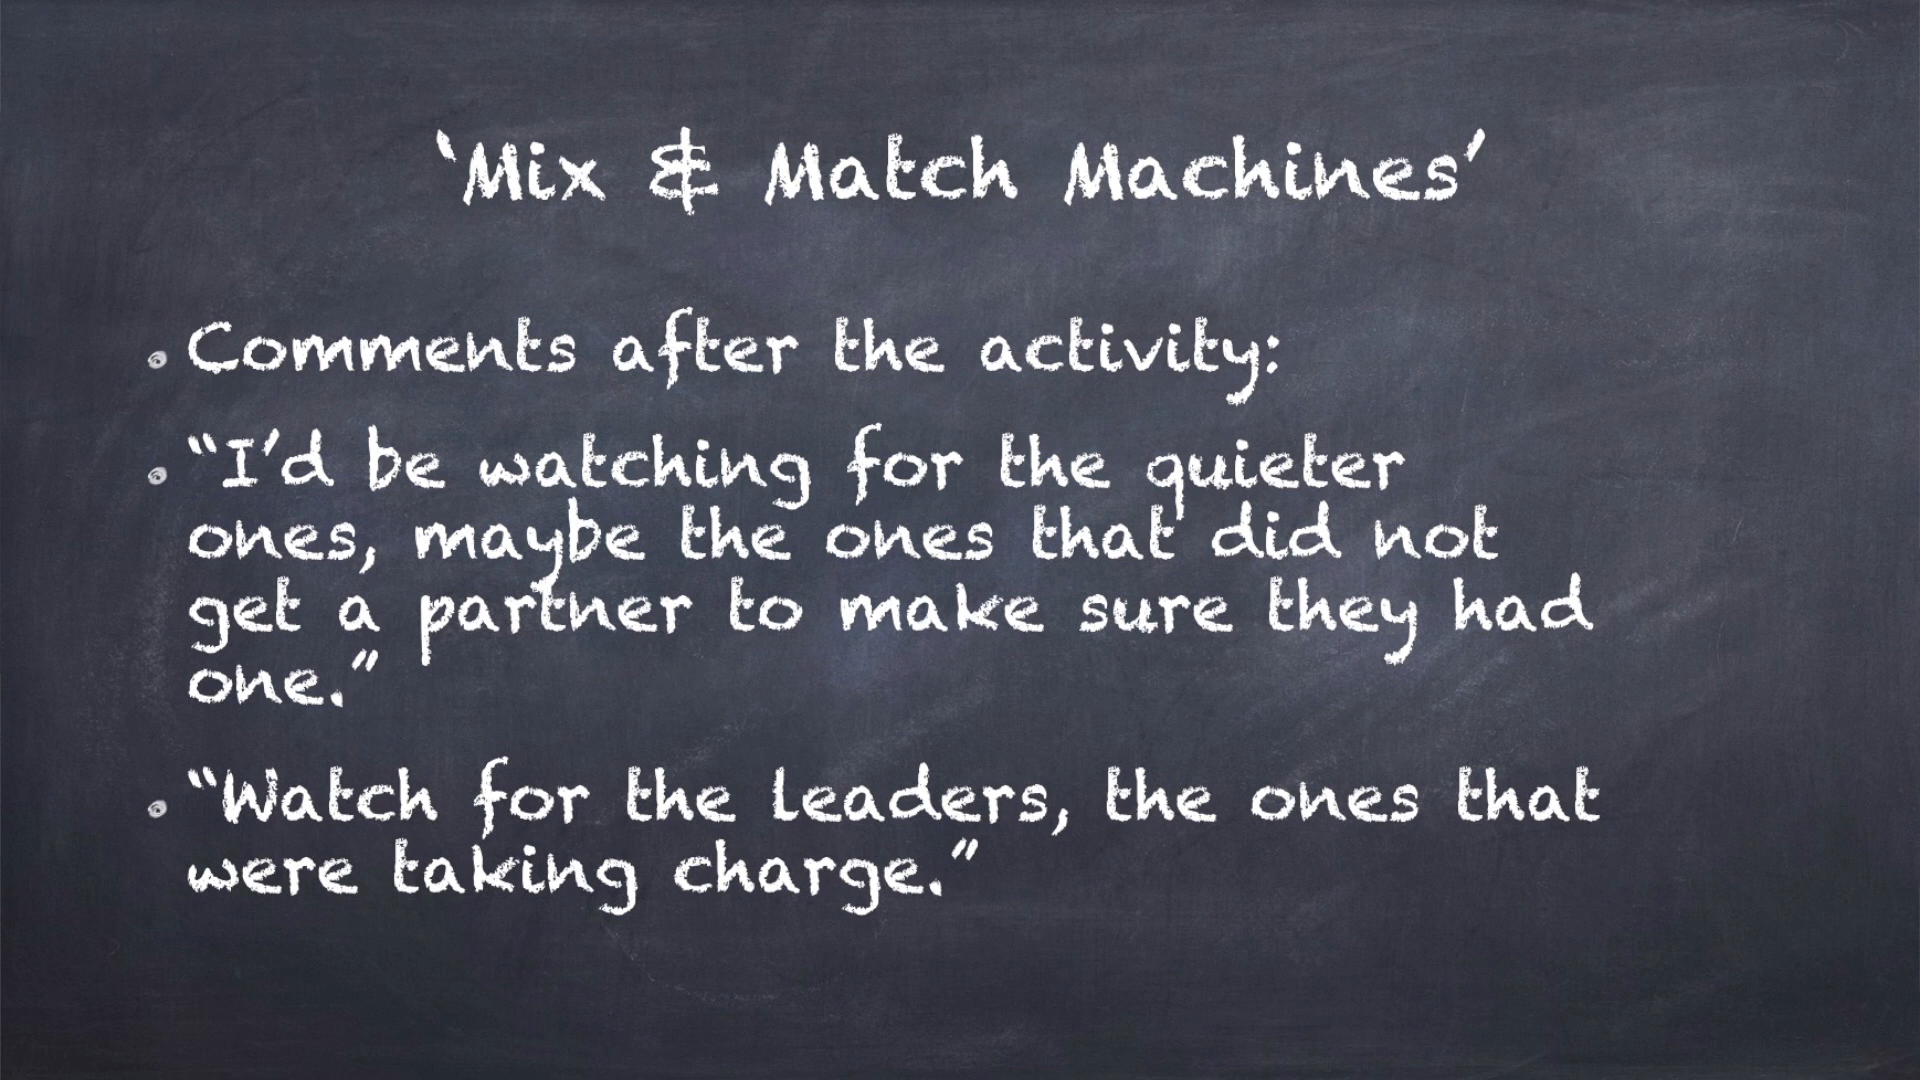 ‘Mix & Match Machines’
Comments after the activity:
“I’d be watching for the quieter
ones, maybe the ones that did not
get a partner to make sure they had
one.”
“Watch for the leaders, the ones that
were taking charge.”